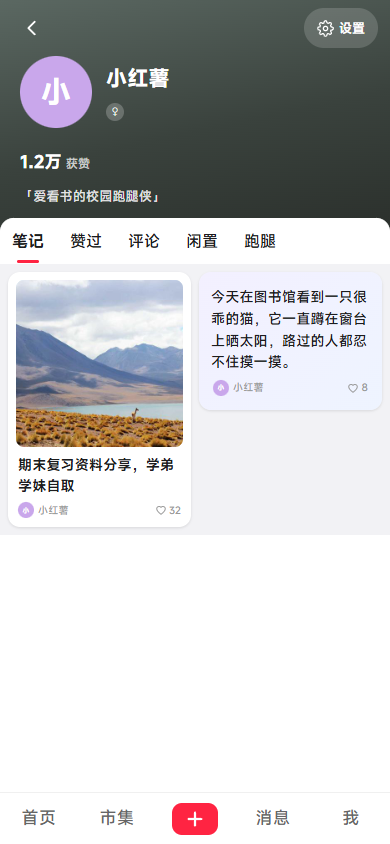 设置
小
小红薯
♀
1.2万 获赞
「爱看书的校园跑腿侠」
笔记 赞过 评论 闲置 跑腿
期末复习资料分享，学弟
学妹自取
小 小红薯 32
今天在图书馆看到一只很
乖的猫，它一直蹲在窗台
上晒太阳，路过的人都忍
不住摸一摸。
小 小红薯 8
首页 市集 消息 我